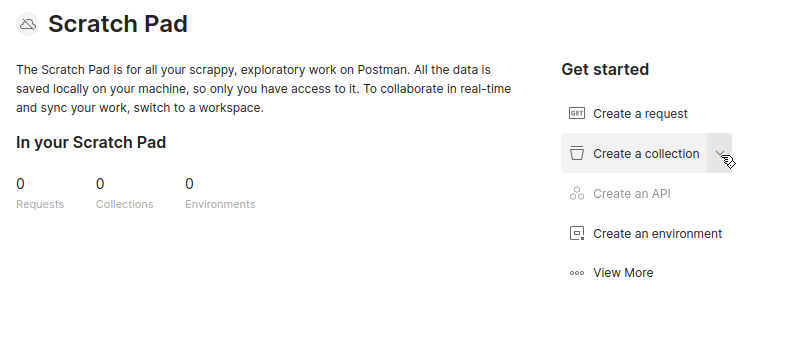 Scratch Pad
The Scratch Pad is for all your scrappy, exploratory work on Postman. All the data is
saved locally on your machine, so only you have access to it. To collaborate in real-time
and sync your work, switch to a workspace.
In your Scratch Pad
0 0 0
Requests Collections Environments
Get started
GET Create a request
Create a collection
Create an API
Create an environment
View More